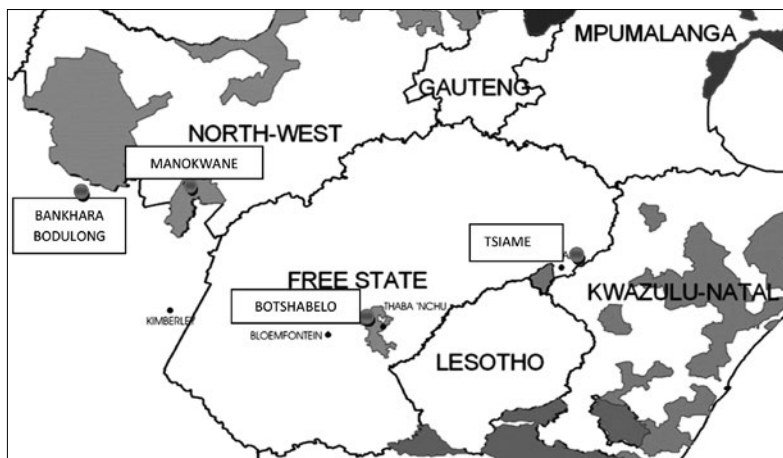 MPUMALANGA
GAUTENG
NORTH-WEST
MANOKWANE
BANKHARA
BODULONG
TSIAME
FREE STATE
KWAZULU-NATAL
BOTSHABELO
THABA 'NCHU
KIMBERLEY
BLOEMFONTEIN
LESOTHO